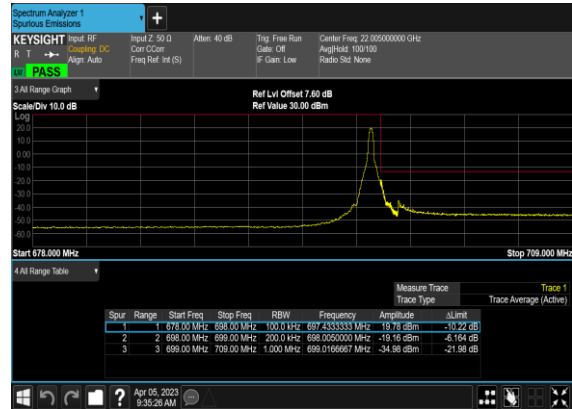 Spectrum Analyzer 1
Spurious Emissions
+
KEYSIGHT Input: RF Input Z: 50 Ω Atten: 40 dB Trig: Free Run Center Freq: 22.005000000 GHz
R T Coupling: DC Corr CCorr Gate: Off Avg|Hold: 100/100
Align: Auto Freq Ref: Int (S) IF Gain: Low Radio Std: None
LW PASS
3 All Range Graph
Ref Lvl Offset 7.60 dB
Scale/Div 10.0 dB Ref Value 30.00 dBm
Log
20.0
10.0
0.00
-10.0
-20.0
-30.0
-40.0
-50.0
-60.0
Start 678.000 MHz Stop 709.000 MHz
4 All Range Table
Measure Trace Trace 1
Trace Type Trace Average (Active)
Spur Range Start Freq Stop Freq RBW Frequency Amplitude ΔLimit
1 1 678.00 MHz 698.00 MHz 100.0 kHz 697.4333333 MHz 19.78 dBm -10.22 dB
2 2 698.00 MHz 699.00 MHz 200.0 kHz 698.0050000 MHz -19.16 dBm -6.164 dB
3 3 699.00 MHz 709.00 MHz 1.000 MHz 699.0166667 MHz -34.98 dBm -21.98 dB
? Apr 05, 2023
9:35:26 AM